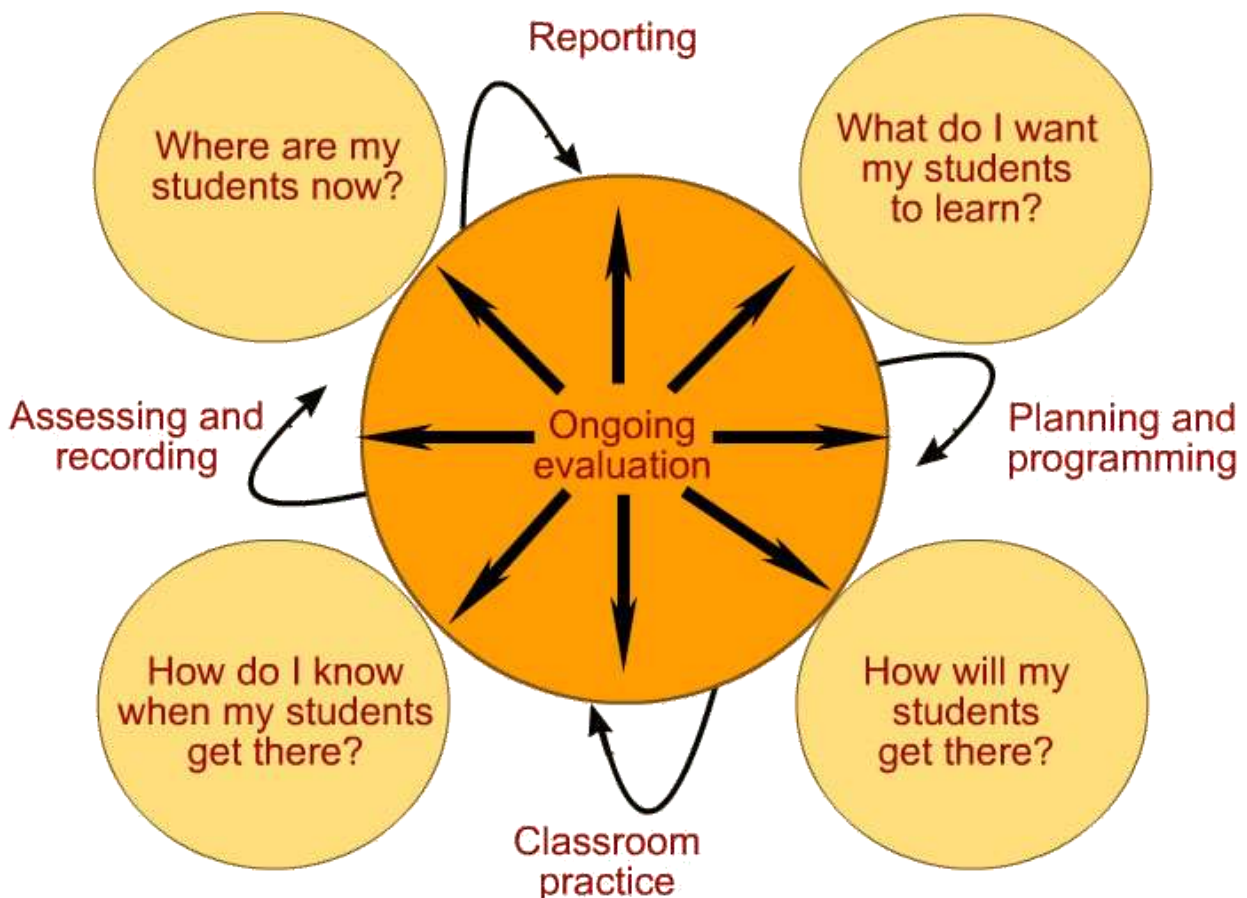 Reporting
Where are my
students now?
What do I want
my students
to learn?
Assessing and
recording
Ongoing
evaluation
Planning and
programming
How do I know
when my students
get there?
How will my
students
get there?
Classroom
practice